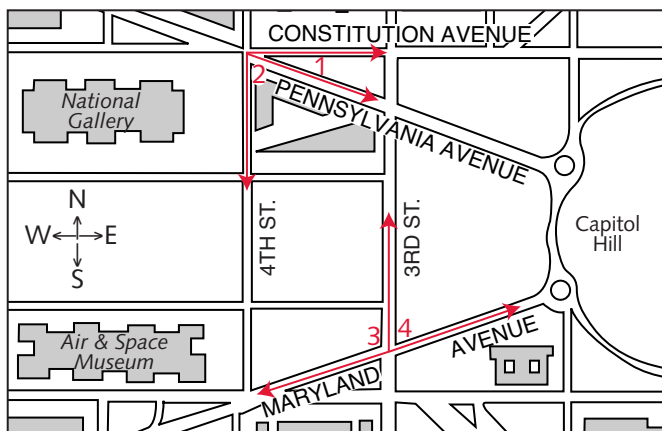 CONSTITUTION AVENUE
1
2
PENNSYLVANIA AVENUE
National
Gallery
N
W E
S
4TH ST.
3RD ST.
Capitol
Hill
3 4
Air & Space
Museum
MARYLAND AVENUE